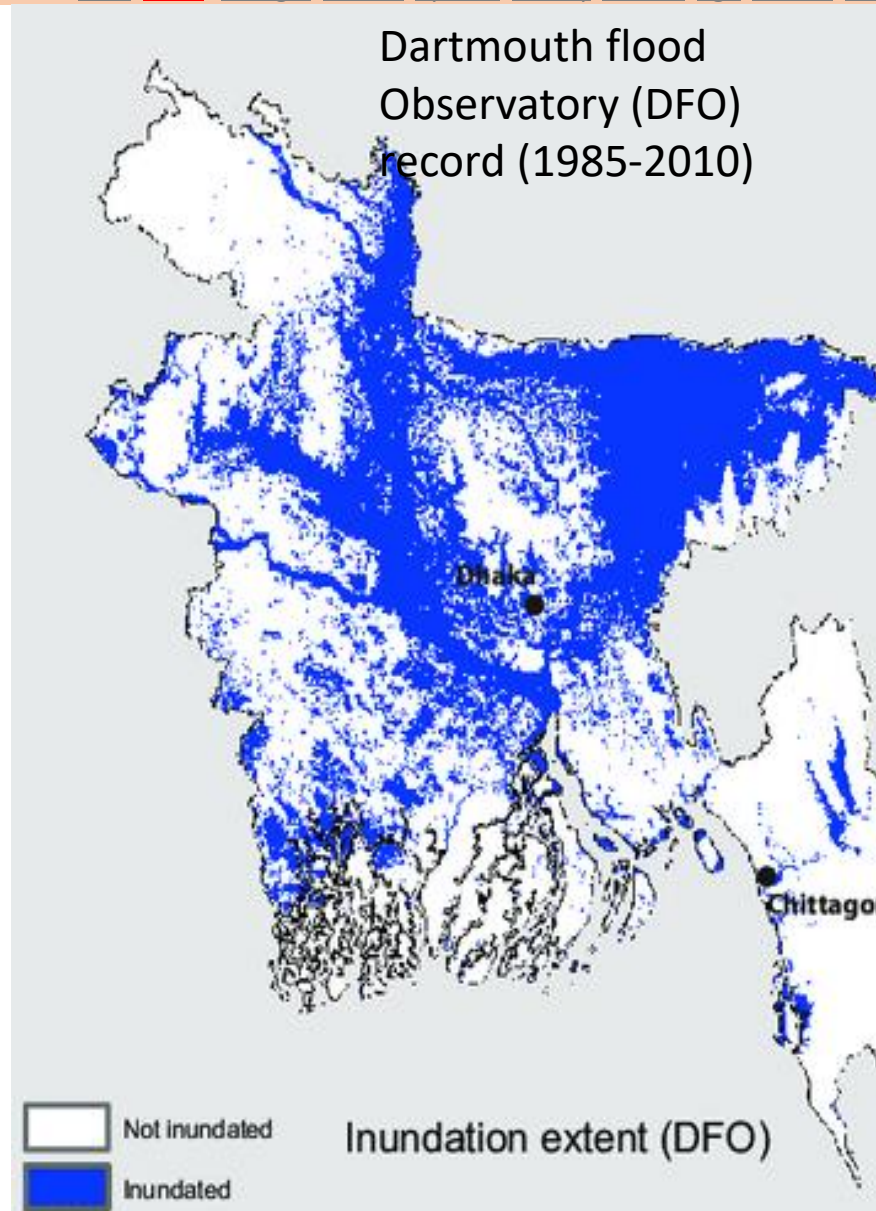 Dartmouth flood
Observatory (DFO)
record (1985-2010)
Dhaka
Chittago
Not inundated
Inundation extent (DFO)
Inundated